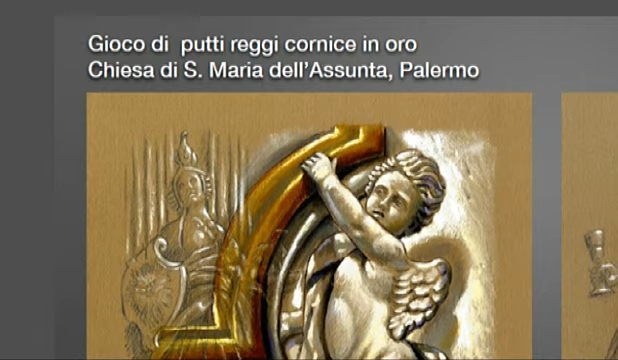 Gioco di  putti reggi cornice in oro
Chiesa di S. Maria dell'Assunta, Palermo